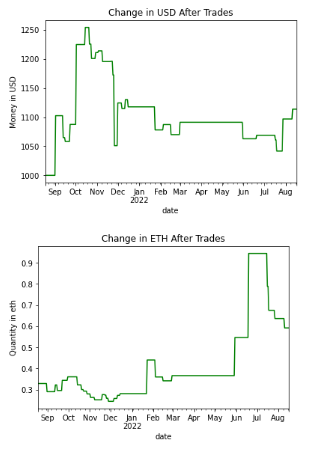 Change in USD After Trades
1250
1200
1150
1100
1050
1000
Money in USD
Sep Oct Nov Dec Jan Feb Mar Apr May Jun Jul Aug
2022
date
Change in ETH After Trades
0.9
0.8
0.7
0.6
0.5
0.4
0.3
Quantity in eth
Sep Oct Nov Dec Jan Feb Mar Apr May Jun Jul Aug
2022
date